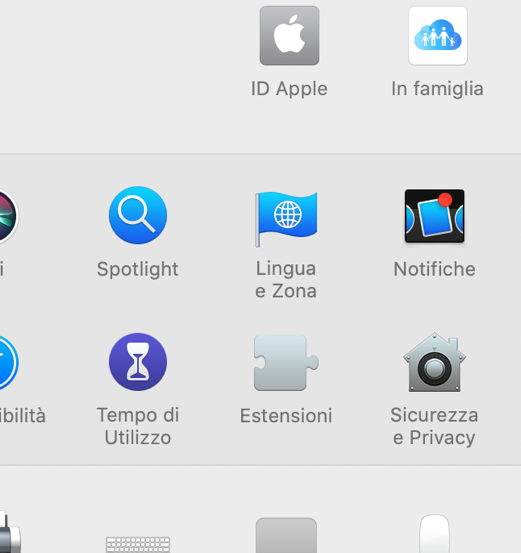 ID Apple
In famiglia
Spotlight
Lingua
e Zona
Notifiche
Tempo di
Utilizzo
Estensioni
Sicurezza
e Privacy